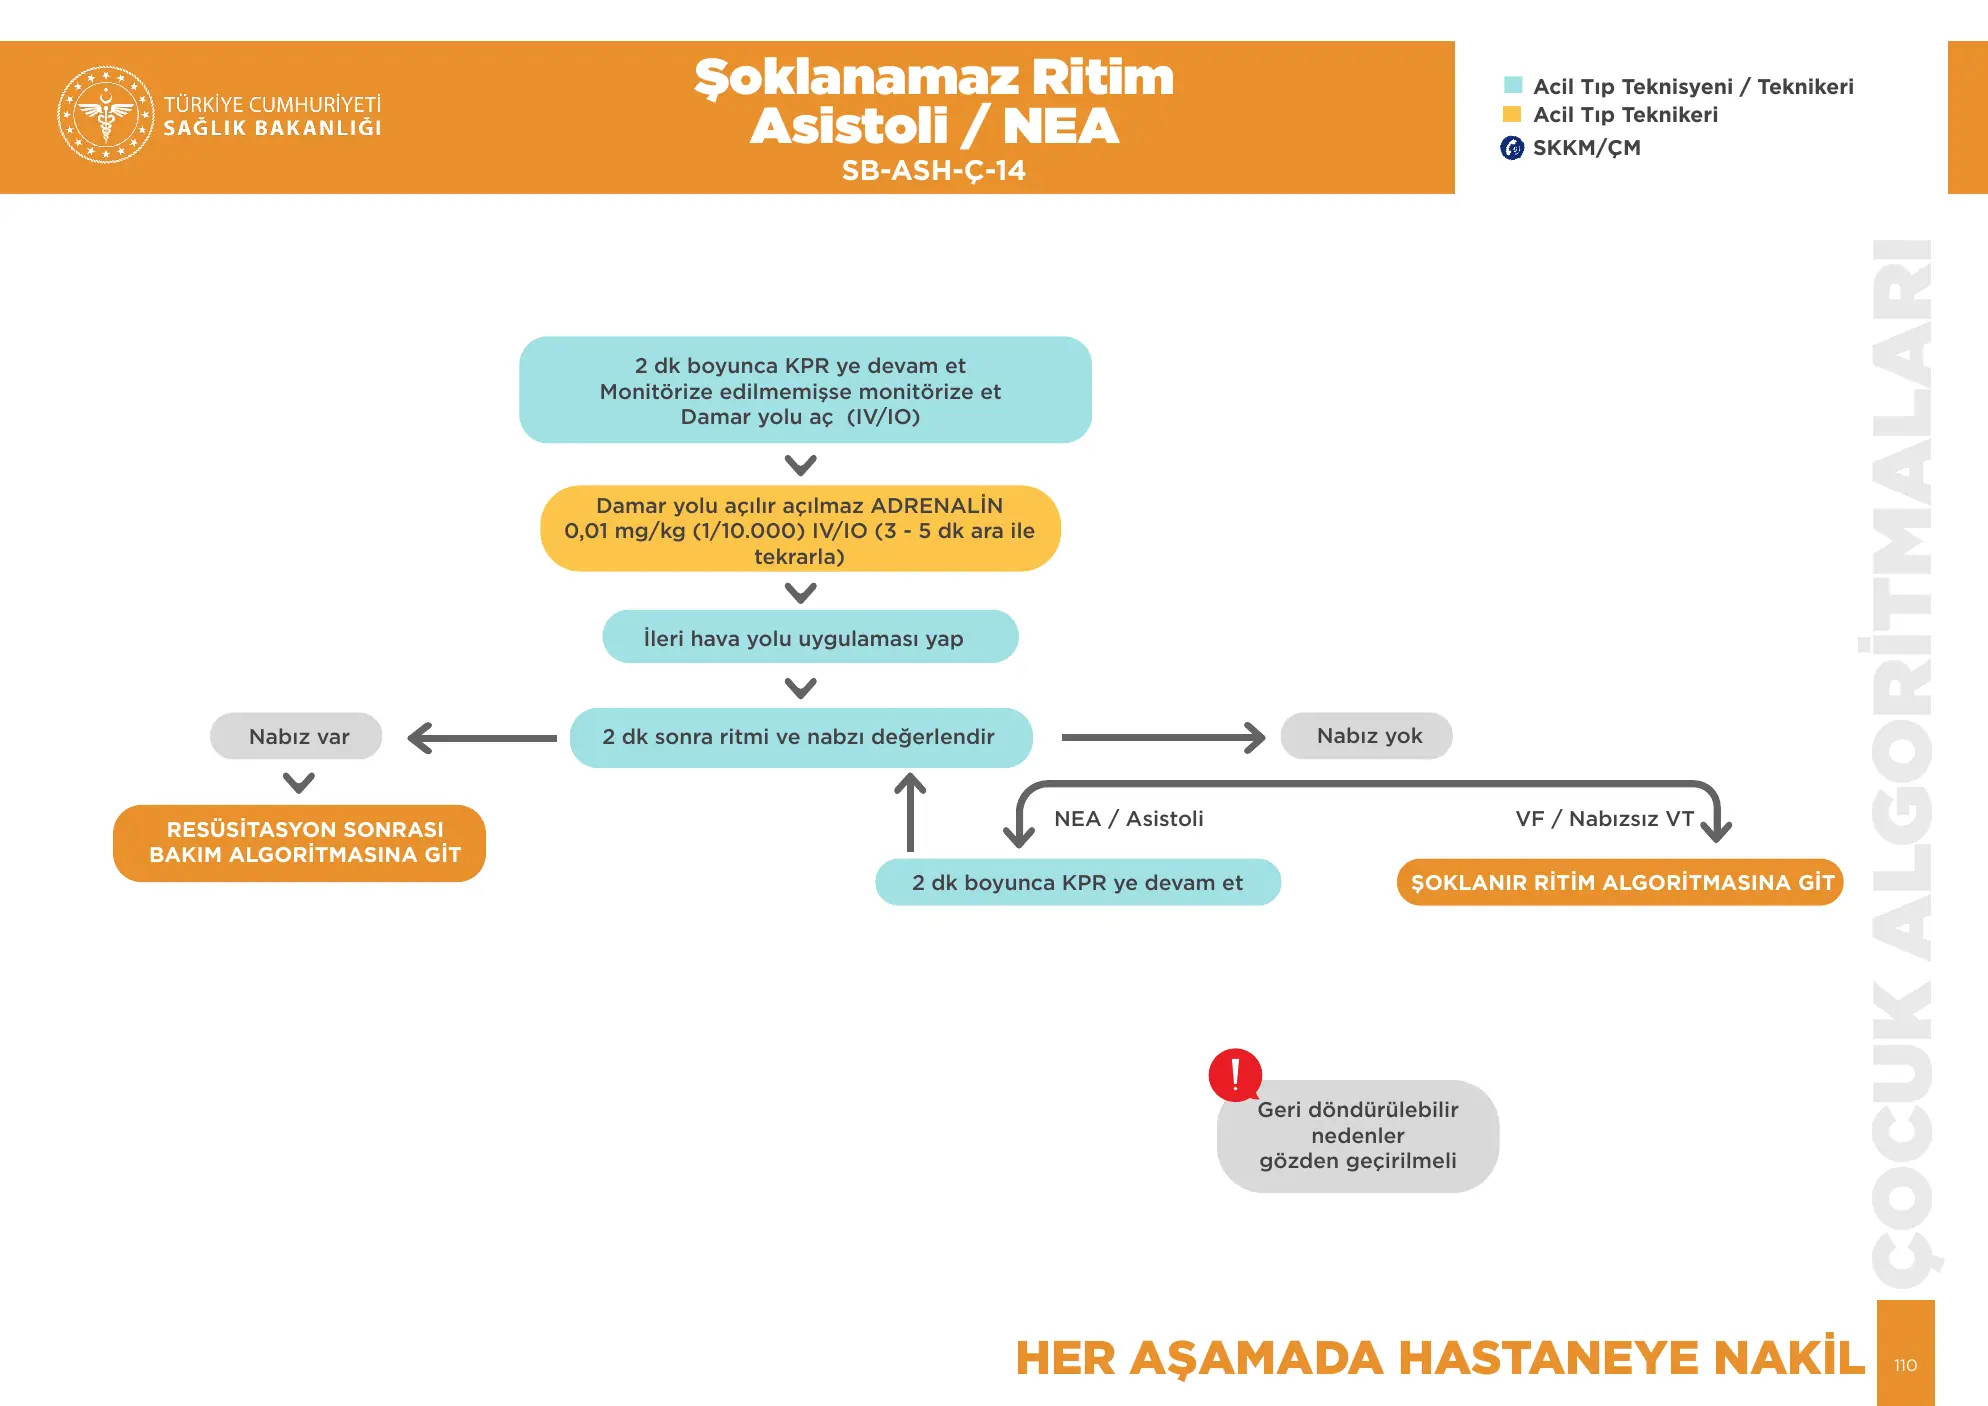 TÜRKİYE CUMHURİYETİ
SAĞLIK BAKANLIĞI
Şoklanamaz Ritim
Asistoli / NEA
SB-ASH-Ç-14
Acil Tıp Teknisyeni / Teknikeri
Acil Tıp Teknikeri
SKKM/ÇM
2 dk boyunca KPR ye devam et
Monitörize edilmemişse monitörize et
Damar yolu aç (IV/IO)
Damar yolu açılır açılmaz ADRENALİN
0,01 mg/kg (1/10.000) IV/IO (3 - 5 dk ara ile
tekrarla)
İleri hava yolu uygulaması yap
Nabız var
2 dk sonra ritmi ve nabzı değerlendir
Nabız yok
RESÜSİTASYON SONRASI
BAKIM ALGORİTMASINA GİT
NEA / Asistoli
VF / Nabızsız VT
2 dk boyunca KPR ye devam et
ŞOKLANIR RİTİM ALGORİTMASINA GİT
!
Geri döndürülebilir
nedenler
gözden geçirilmeli
ÇOCUK ALGORİTMALARI
HER AŞAMADA HASTANEYE NAKİL
110